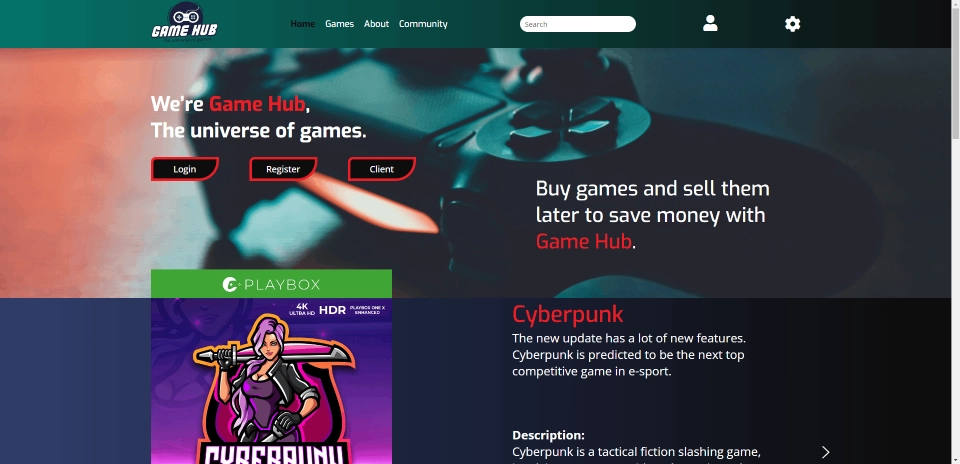 GAME HUB
Home Games About Community
Search
We're Game Hub,
The universe of games.
Login Register Client
Buy games and sell them
later to save money with
Game Hub.
PLAYBOX
4K
ULTRA HD
HDR
PLAYBOX ONE X
ENHANCED
CYBERPUNK
Cyberpunk
The new update has a lot of new features.
Cyberpunk is predicted to be the next top
competitive game in e-sport.
Description:
Cyberpunk is a tactical fiction slashing game,